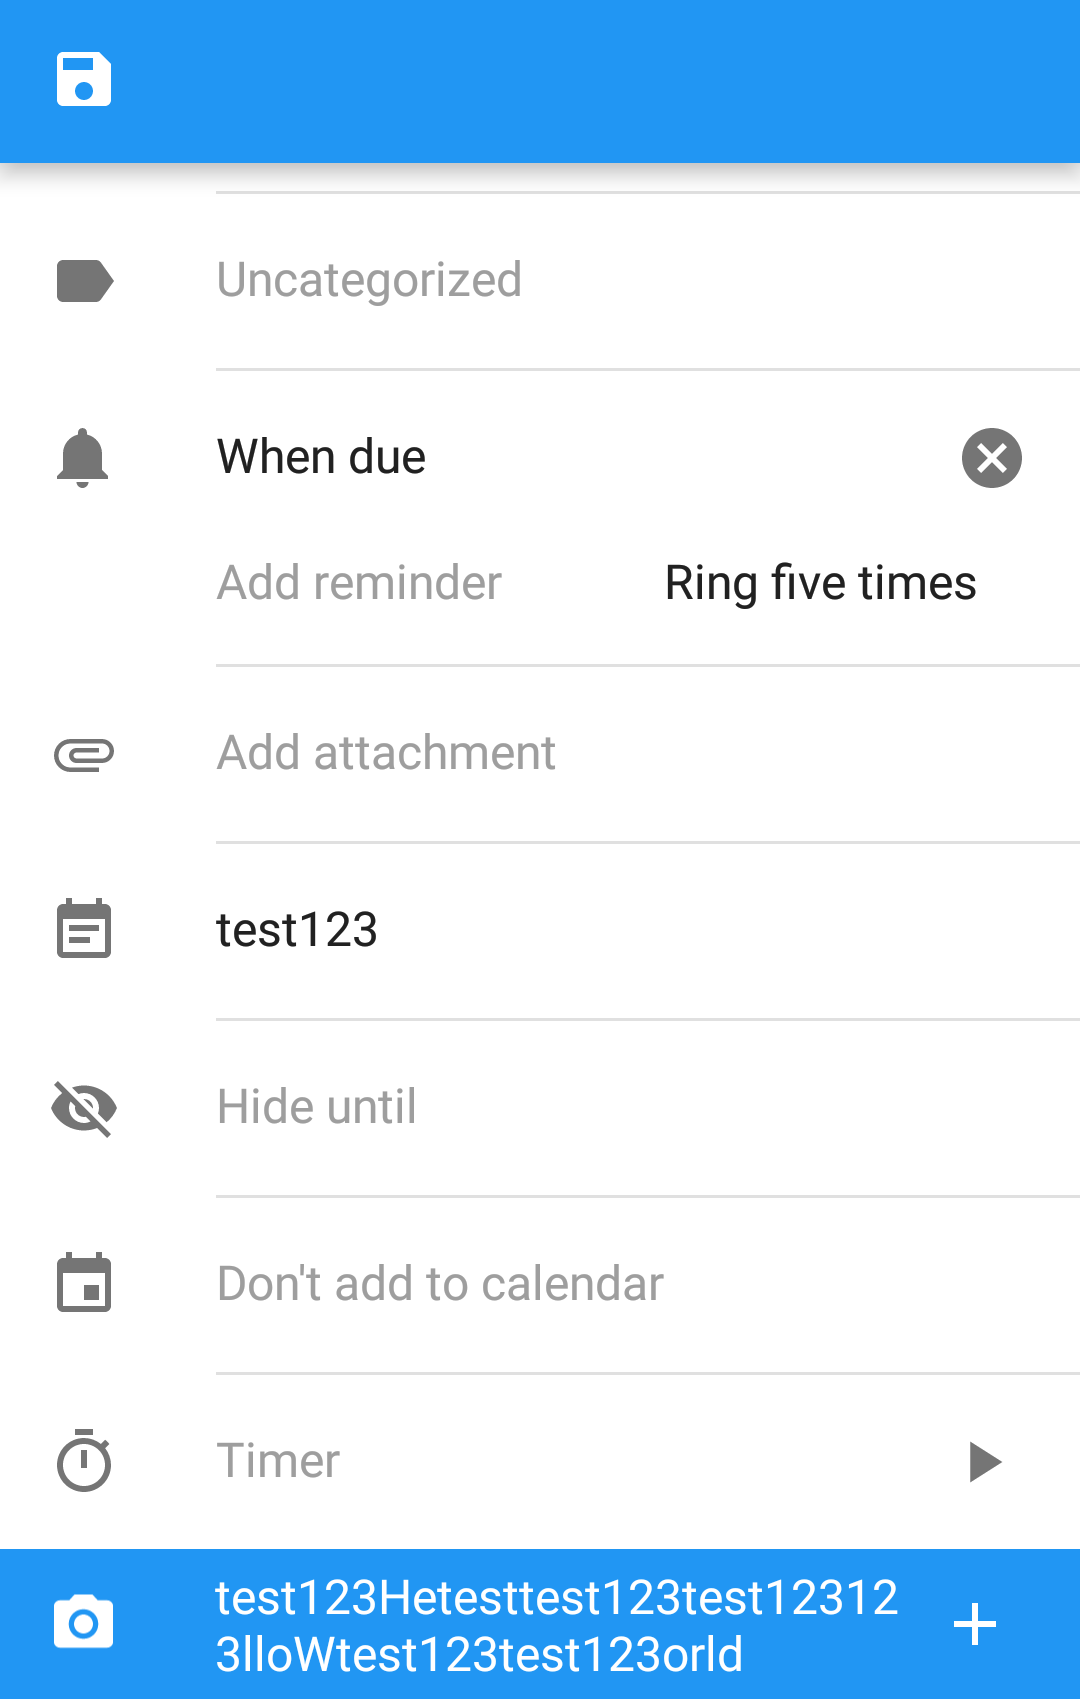 Uncategorized
When due
Add reminder Ring five times
Add attachment
test123
Hide until
Don't add to calendar
Timer
test123Hetesttest123test12312
3lloWtest123test123orld